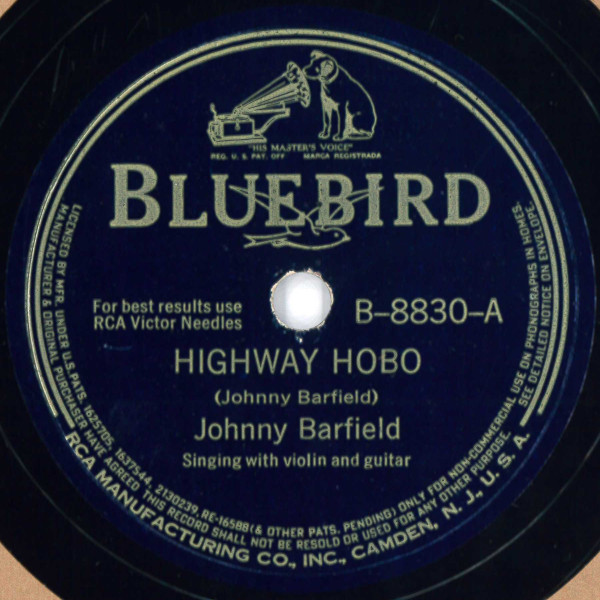 "HIS MASTER'S VOICE"
REG. U. S. PAT. OFF MARCA REGISTRADA
BLUEBIRD
For best results use
RCA Victor Needles
B–8830–A
HIGHWAY HOBO
(Johnny Barfield)
Johnny Barfield
Singing with violin and guitar
LICENSED BY MFR. UNDER U.S. PATS. 1625705, 1637544, 2130239, RE-16588 (& OTHER PATS. PENDING) ONLY FOR NON-COMMERCIAL USE ON PHONOGRAPHS IN HOMES.
MANUFACTURER & ORIGINAL PURCHASER HAVE AGREED THIS RECORD SHALL NOT BE RESOLD OR USED FOR ANY OTHER PURPOSE. SEE DETAILED NOTICE ON ENVELOPE.
RCA MANUFACTURING CO., INC., CAMDEN, N. J., U. S. A.